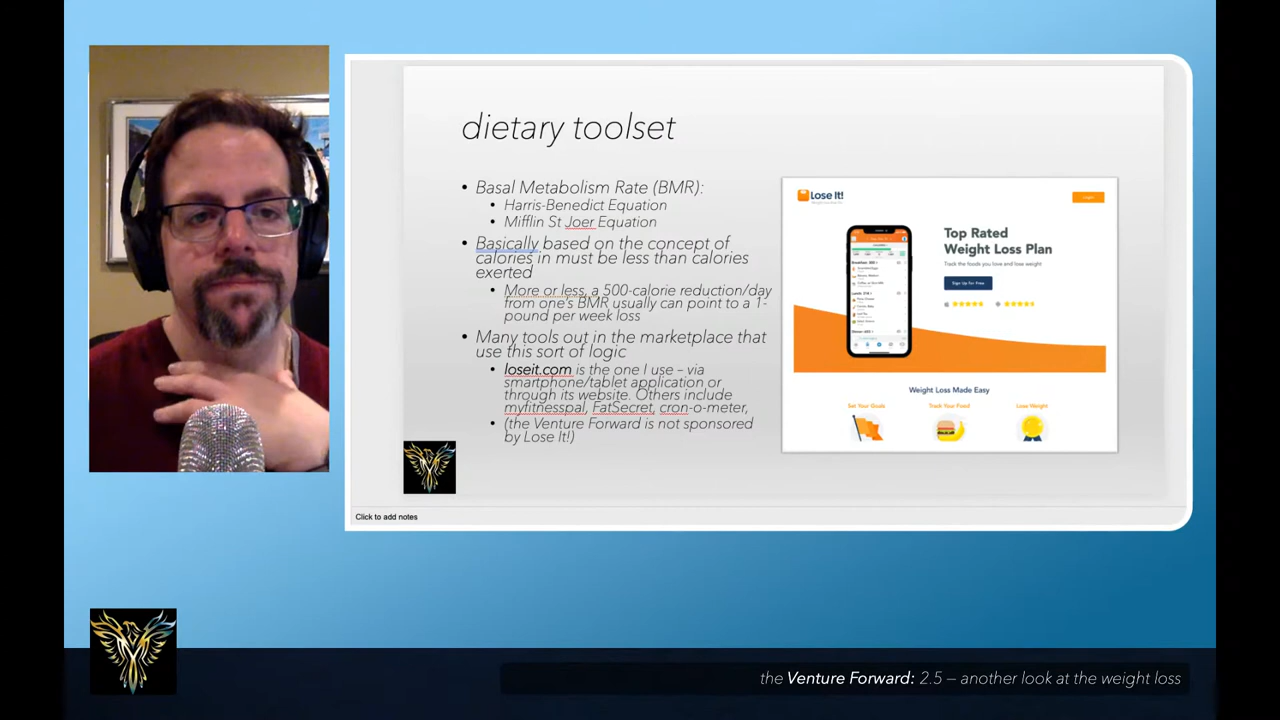 dietary toolset
• Basal Metabolism Rate (BMR):
• Harris-Benedict Equation
• Mifflin St Joer Equation
• Basically based on the concept of
calories in must be less than calories
exerted
• More or less, a 500-calorie reduction/day
from one's BMR usually can point to a 1-
pound per week loss
• Many tools out in the marketplace that
use this sort of logic
• loseit.com is the one I use – via
smartphone/tablet application or
through its website. Others include
myfitnesspal, FatSecret, cron-o-meter,
• (the Venture Forward is not sponsored
by Lose It!)
Lose It!
Login
Top Rated
Weight Loss Plan
Track the foods you love and lose weight
Sign Up for Free
Weight Loss Made Easy
Set Your Goals
Track Your Food
Lose Weight
Click to add notes
the Venture Forward: 2.5 – another look at the weight loss